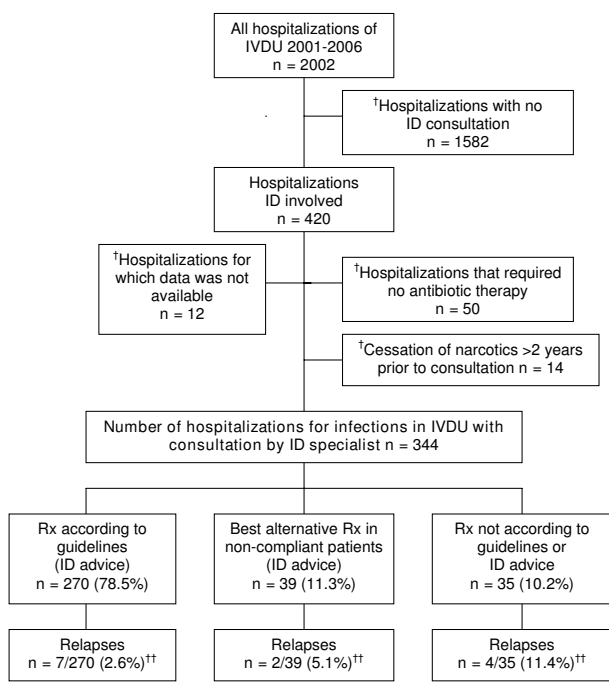 All hospitalizations of
IVDU 2001-2006
n = 2002
†Hospitalizations with no
ID consultation
n = 1582
Hospitalizations
ID involved
n = 420
†Hospitalizations for
which data was not
available
n = 12
†Hospitalizations that required
no antibiotic therapy
n = 50
†Cessation of narcotics >2 years
prior to consultation n = 14
Number of hospitalizations for infections in IVDU with
consultation by ID specialist n = 344
Rx according to
guidelines
(ID advice)
n = 270 (78.5%)
Best alternative Rx in
non-compliant patients
(ID advice)
n = 39 (11.3%)
Rx not according to
guidelines or
ID advice
n = 35 (10.2%)
Relapses
n = 7/270 (2.6%)††
Relapses
n = 2/39 (5.1%)††
Relapses
n = 4/35 (11.4%)††